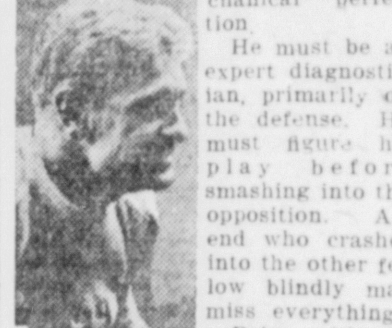 tion
He must be a
expert diagnosti
ian, primarily
the defense. H
must figure h
play befor
smashing into th
opposition. A
end who crashe
into the other fe
low blindly ma
miss everything